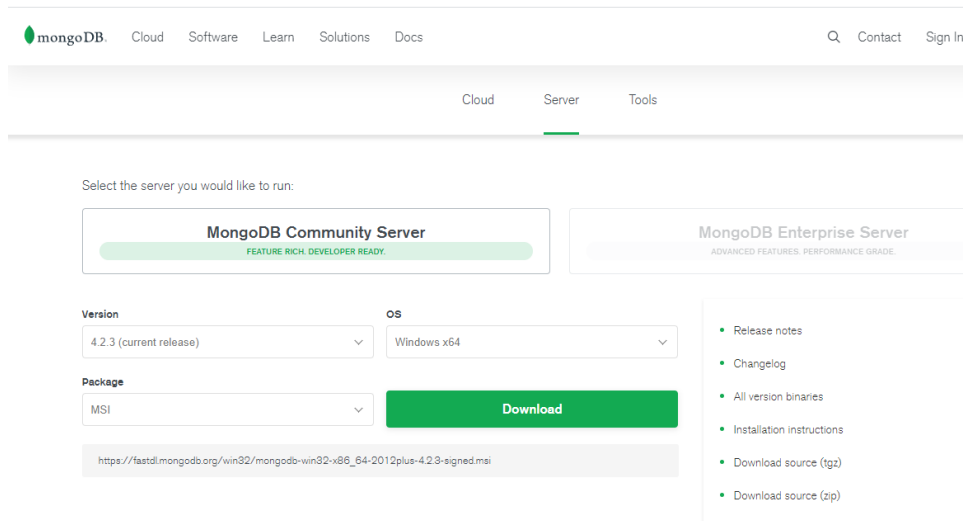 mongoDB. Cloud Software Learn Solutions Docs Contact Sign In
Cloud Server Tools
Select the server you would like to run:
MongoDB Community Server
FEATURE RICH. DEVELOPER READY.
MongoDB Enterprise Server
ADVANCED FEATURES. PERFORMANCE GRADE.
Version
4.2.3 (current release)
OS
Windows x64
Package
MSI
Download
https://fastdl.mongodb.org/win32/mongodb-win32-x86_64-2012plus-4.2.3-signed.msi
Release notes
Changelog
All version binaries
Installation instructions
Download source (tgz)
Download source (zip)